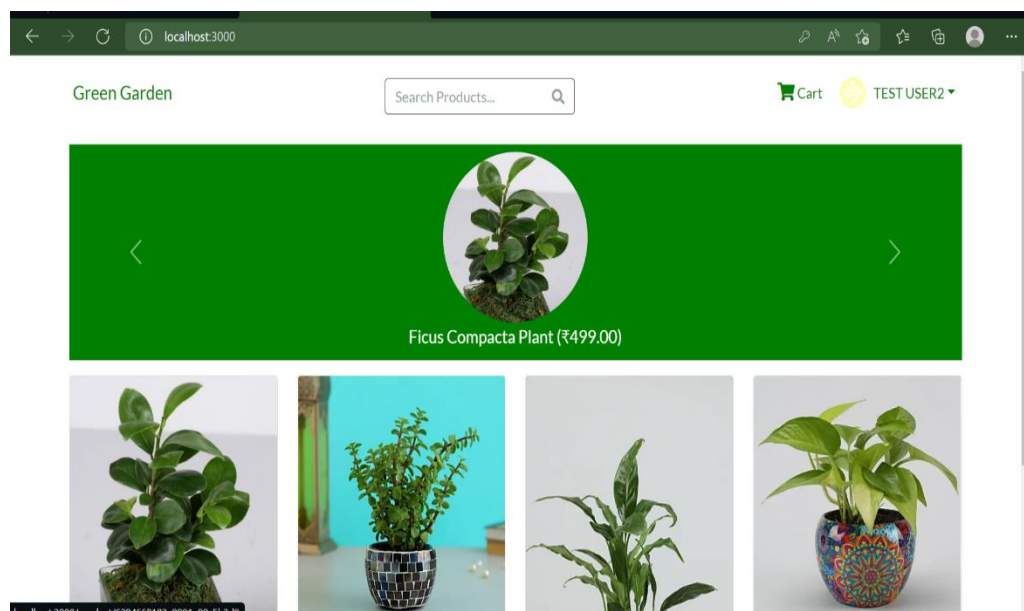 localhost:3000
Green Garden
Search Products...
Cart
TEST USER2
Ficus Compacta Plant (₹499.00)